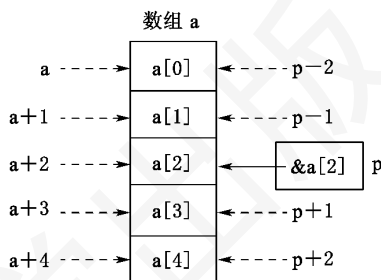 数组 a
a a[0] p－2
a＋1 a[1] p－1
a＋2 a[2] &a[2] p
a＋3 a[3] p＋1
a＋4 a[4] p＋2